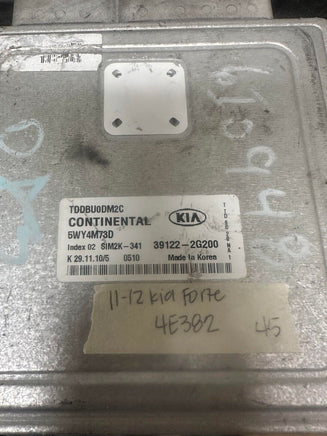 TDDBU0DM2C
CONTINENTAL KIA
5WY4M73D
Index 02 SIM2K-341 39122-2G200
K 29.11.10/5 0510 Made in Korea
11-12 Kia Forte
4E382 45